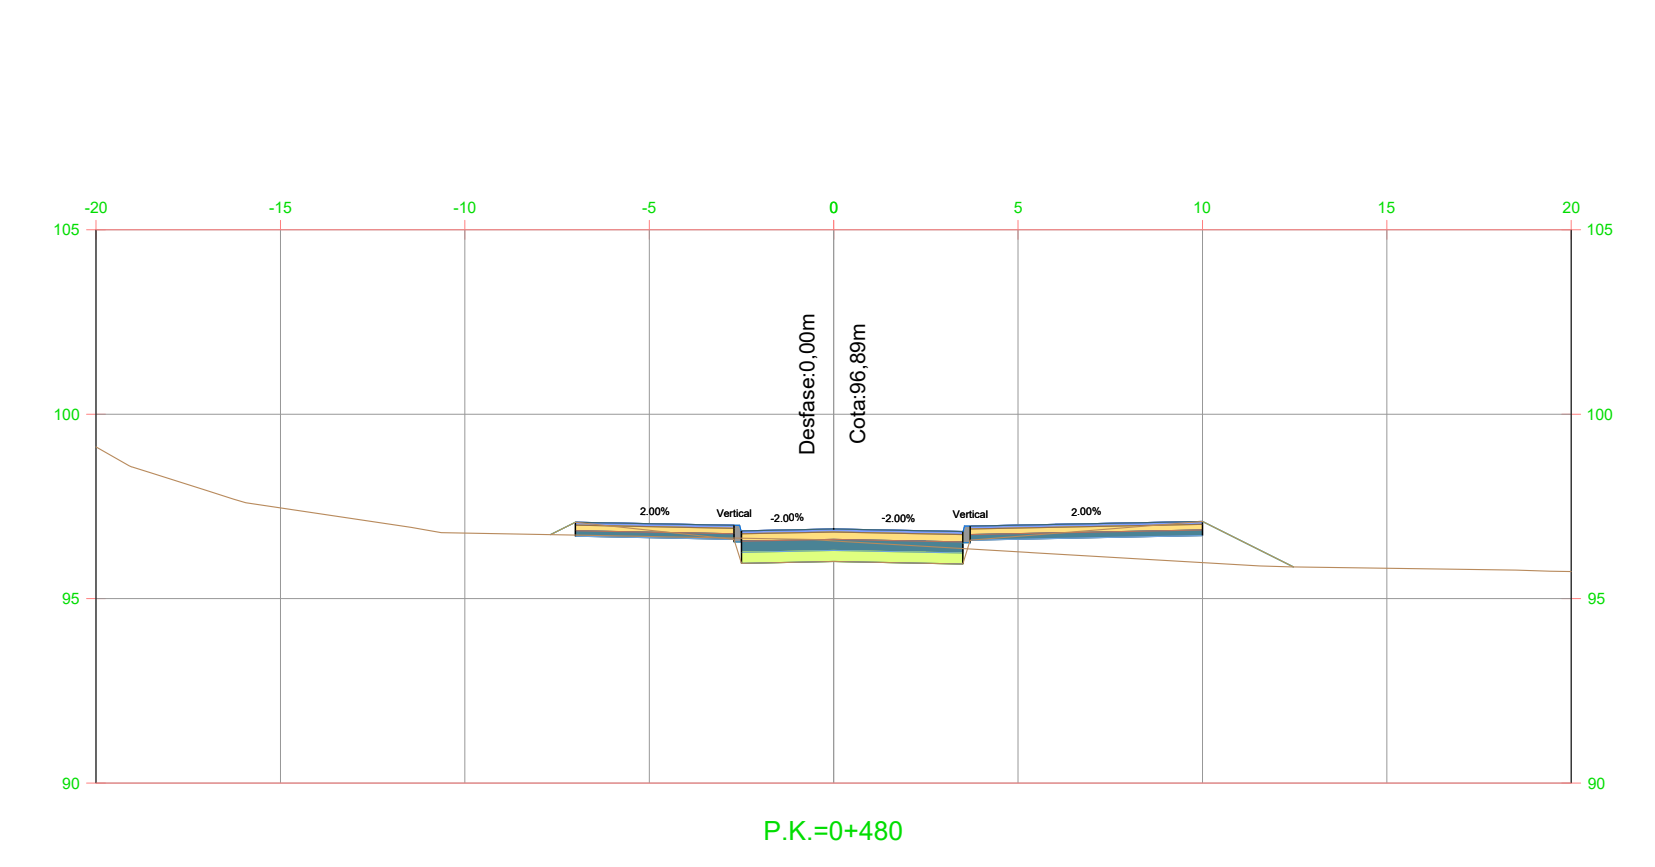 -20 -15 -10 -5 0 5 10 15 20
105 105
Desfase:0,00m
Cota:96,89m
100 100
2.00% Vertical -2.00% -2.00% Vertical 2.00%
95 95
90 90
P.K.=0+480